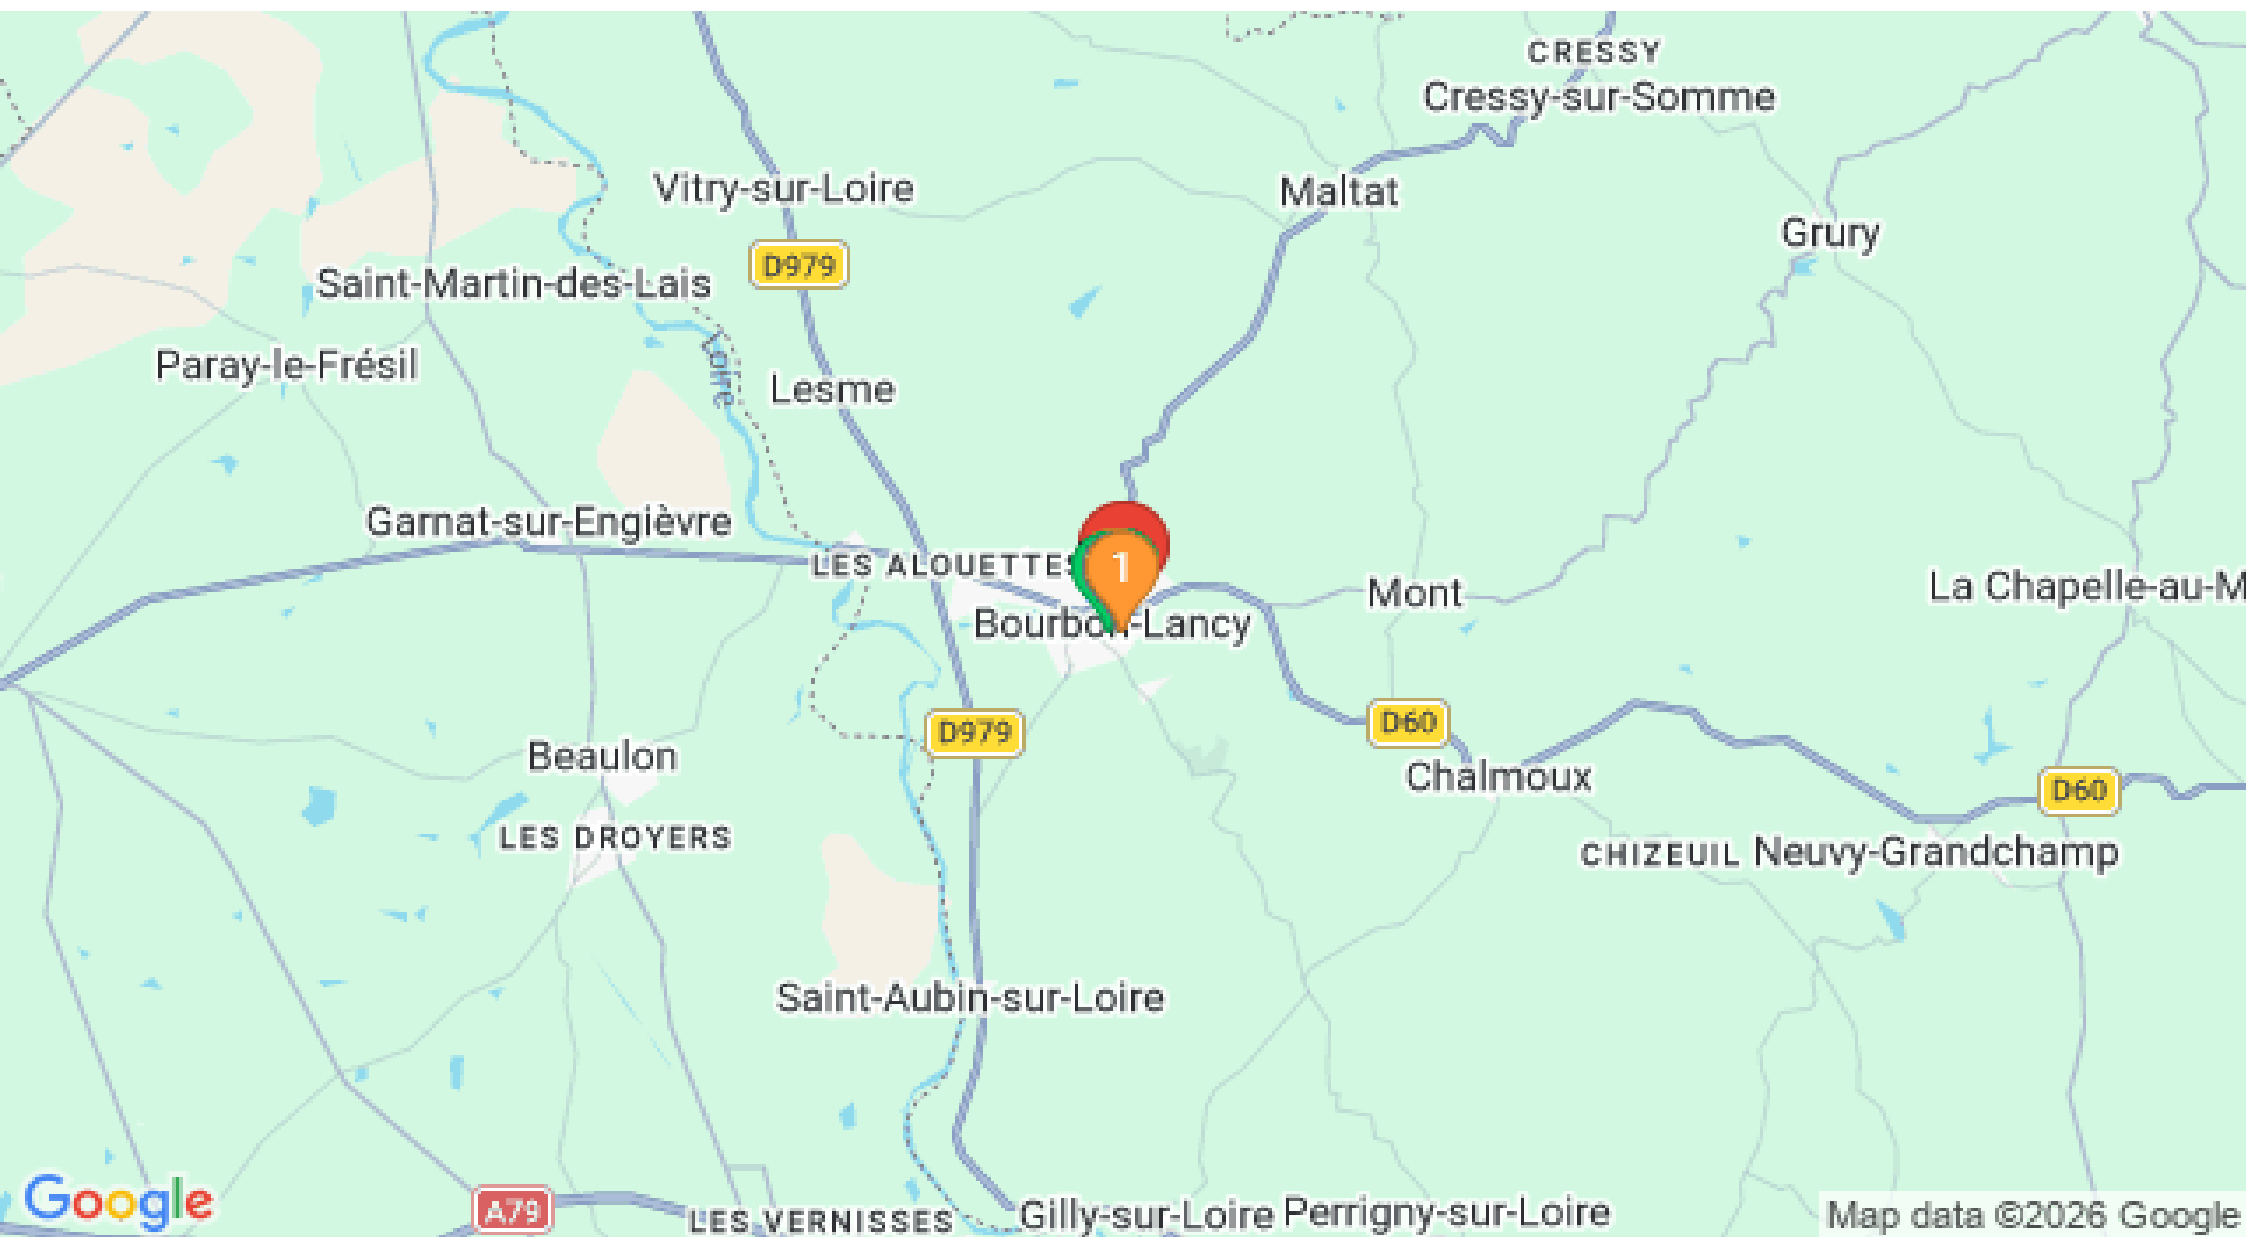 CRESSY
Cressy-sur-Somme
Vitry-sur-Loire
Maltat
Grury
D979
Saint-Martin-des-Lais
Paray-le-Frésil
Loire
Lesme
Garnat-sur-Engièvre
LES ALOUETTES
1
Mont
La Chapelle-au-M
Bourbon-Lancy
D979
D60
Beaulon
Chalmoux
D60
LES DROYERS
CHIZEUIL
Neuvy-Grandchamp
Saint-Aubin-sur-Loire
Google
A79
LES VERNISSES
Gilly-sur-Loire
Perrigny-sur-Loire
Map data ©2026 Google